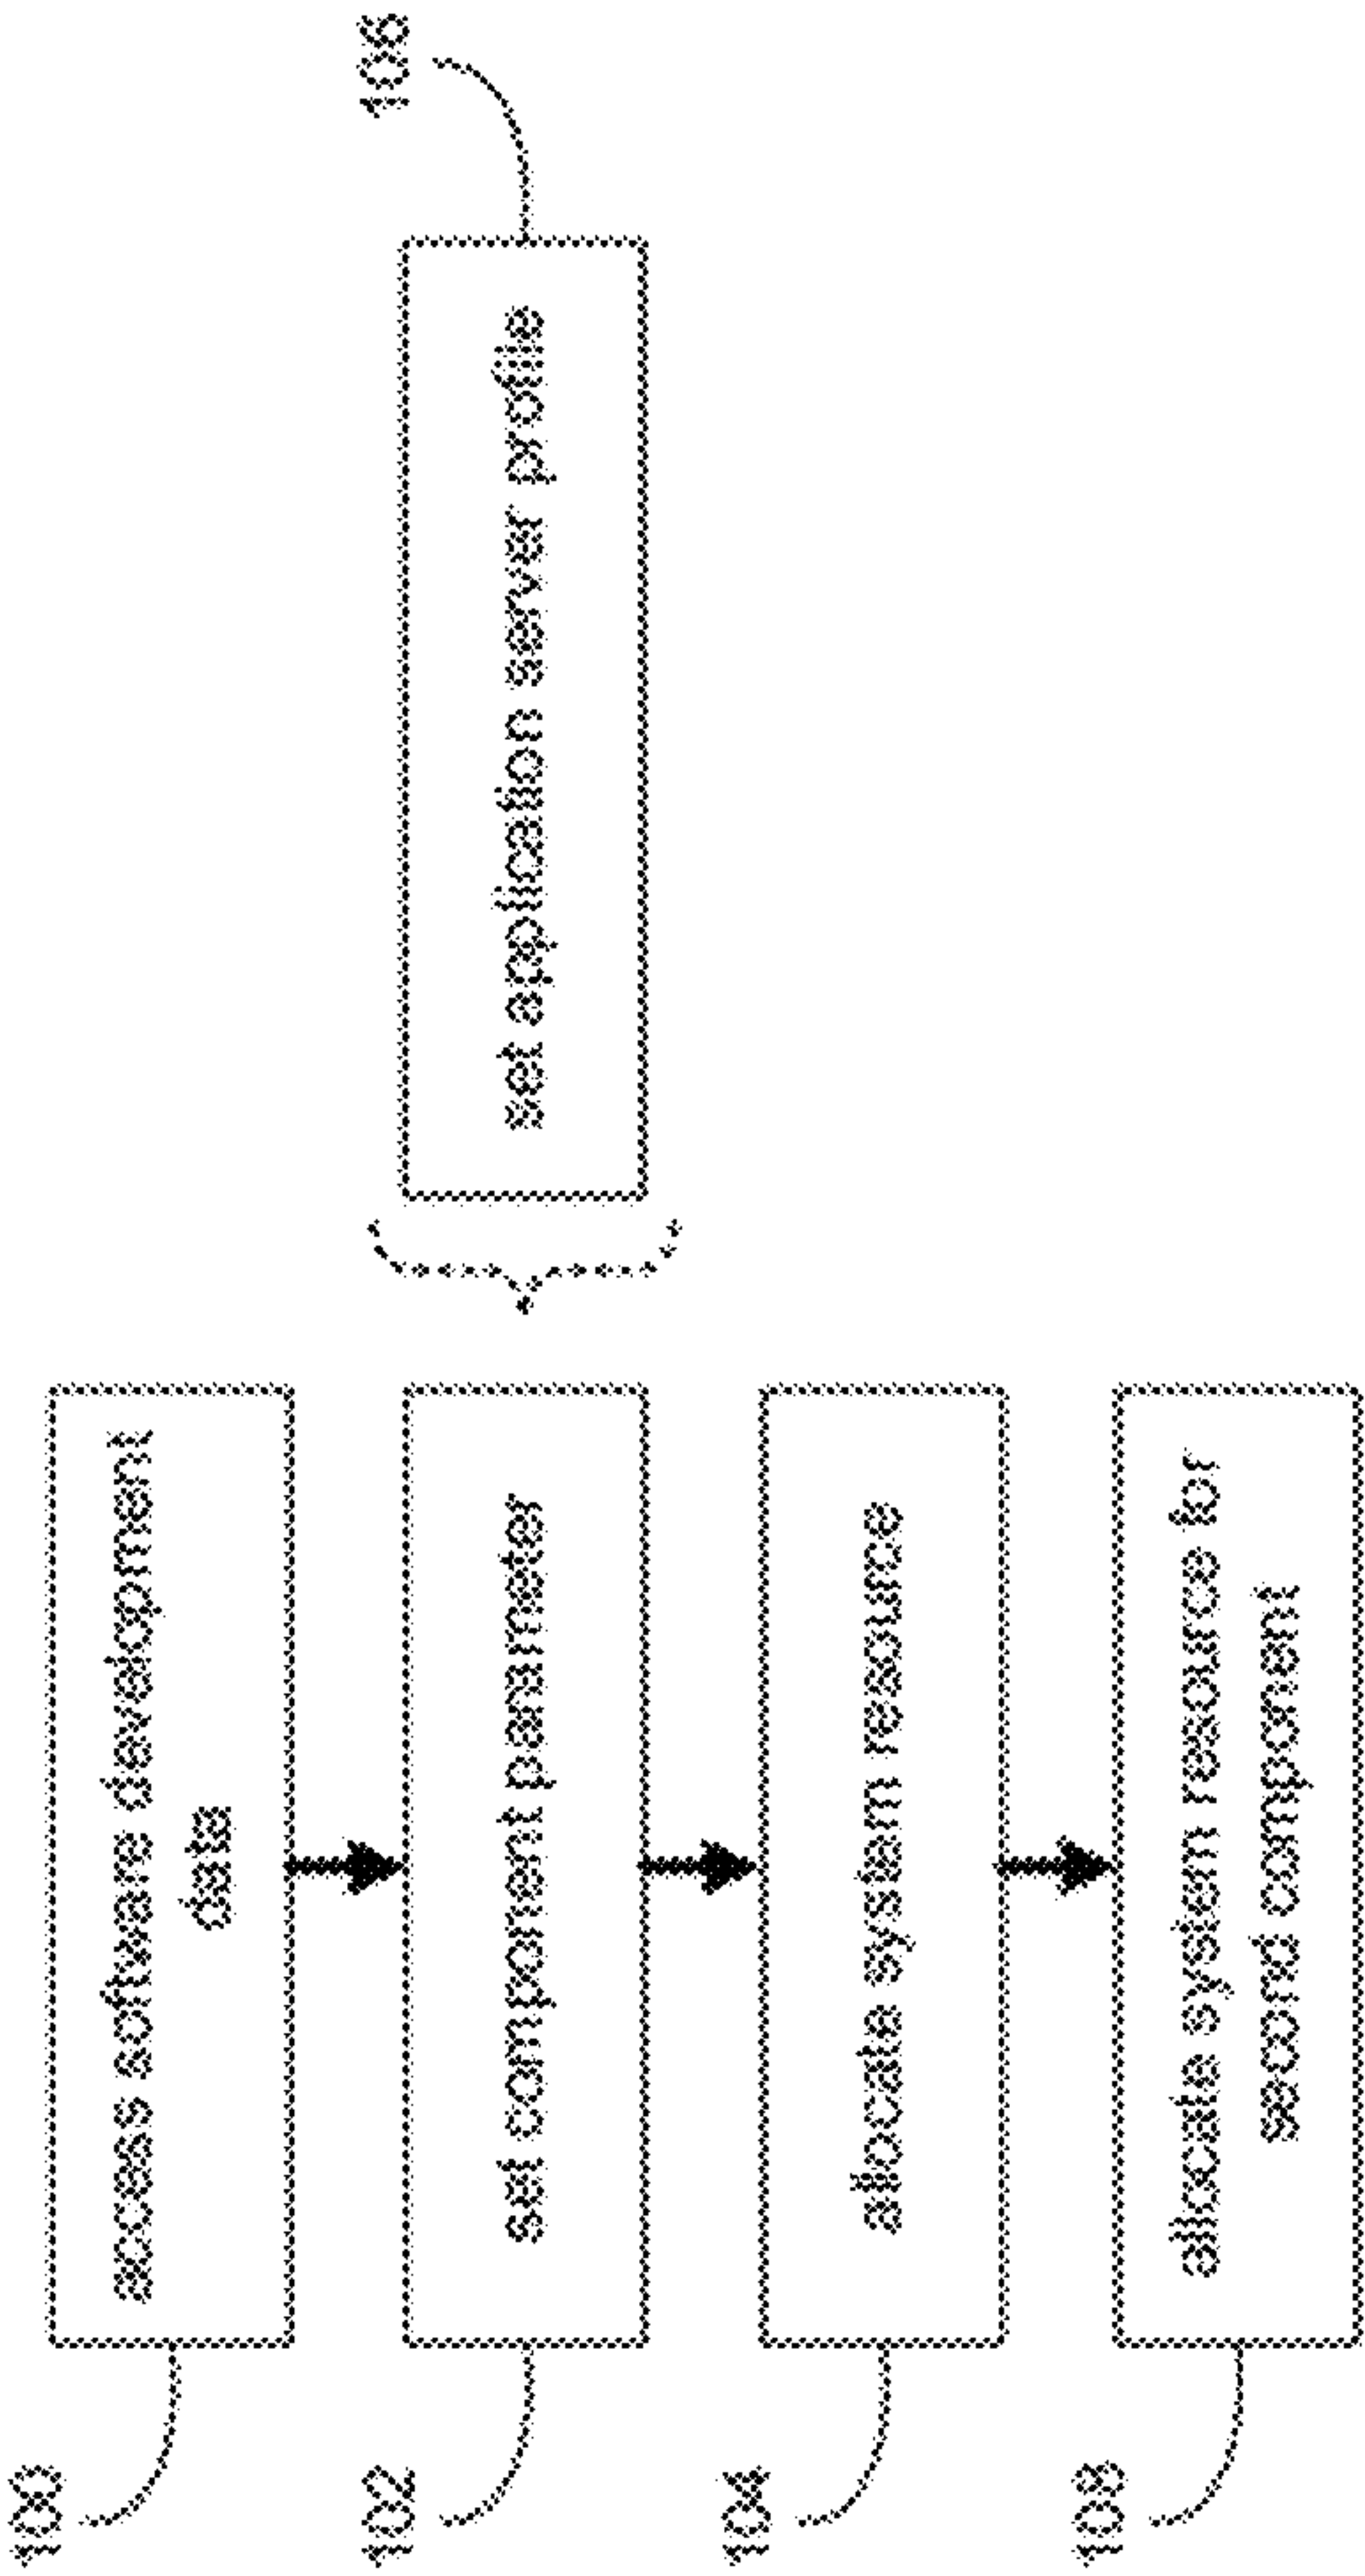 100
access software development
data
102
set component parameter
106
set application server profile
104
allocate system resource
108
allocate system resource for
second component